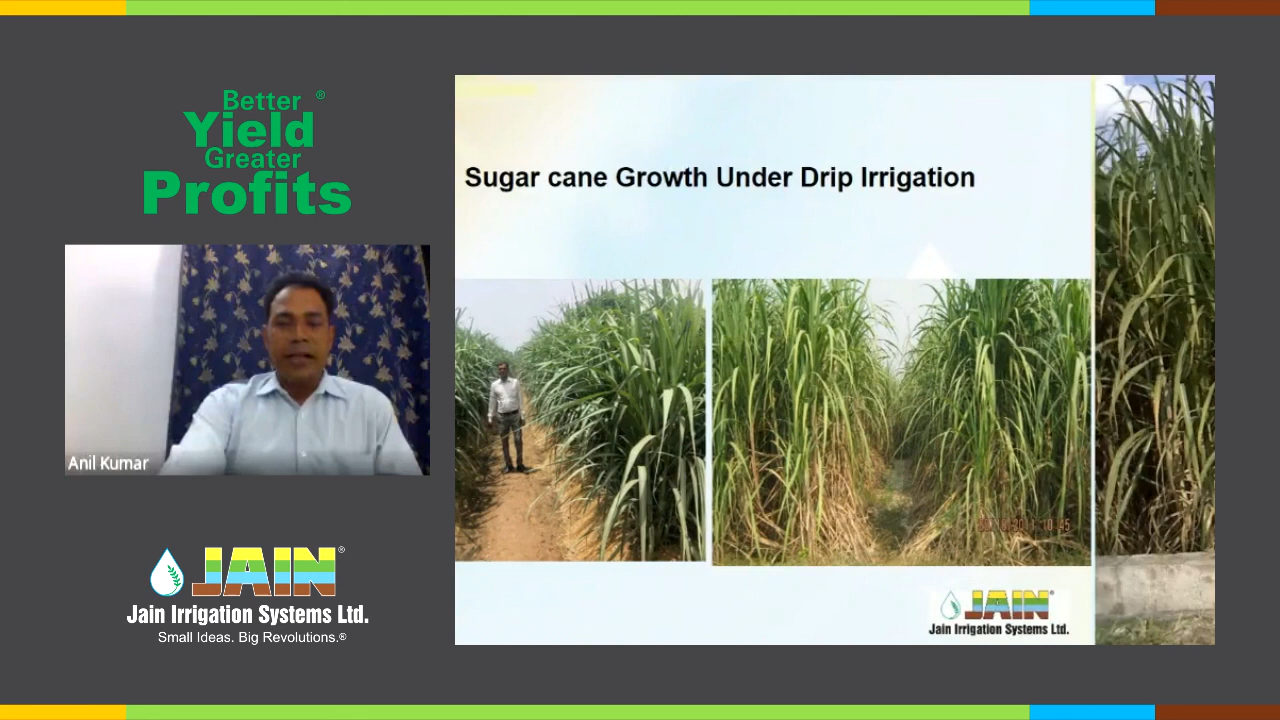 Better ®
Yield
Greater
Profits
Anil Kumar
JAIN®
Jain Irrigation Systems Ltd.
Small Ideas. Big Revolutions.®
Sugar cane Growth Under Drip Irrigation
JAIN®
Jain Irrigation Systems Ltd.